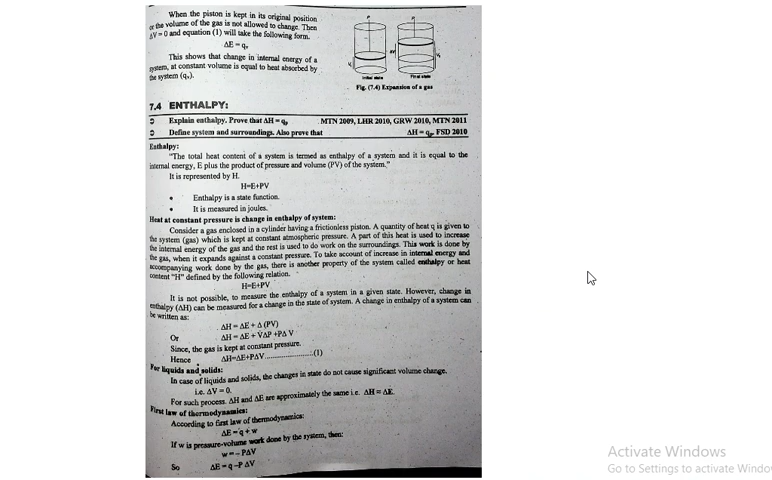 When the piston is kept in its original position
or the volume of the gas is not allowed to change. Then
ΔV = 0 and equation (1) will take the following form.
ΔE = qᵥ
This shows that change in internal energy of a
system, at constant volume is equal to heat absorbed by
the system (qᵥ).
Initial state Final state
Fig. (7.4) Expansion of a gas
7.4 ENTHALPY:
Explain enthalpy. Prove that ΔH = qₚ MTN 2009, LHR 2010, GRW 2010, MTN 2011
Define system and surroundings. Also prove that ΔH = qₚ FSD 2010
Enthalpy:
"The total heat content of a system is termed as enthalpy of a system and it is equal to the
internal energy, E plus the product of pressure and volume (PV) of the system."
It is represented by H.
H=E+PV
• Enthalpy is a state function.
• It is measured in joules.
Heat at constant pressure is change in enthalpy of system:
Consider a gas enclosed in a cylinder having a frictionless piston. A quantity of heat q is given to
the system (gas) which is kept at constant atmospheric pressure. A part of this heat is used to increase
the internal energy of the gas and the rest is used to do work on the surroundings. This work is done by
the gas, when it expands against a constant pressure. To take account of increase in internal energy and
accompanying work done by the gas, there is another property of the system called enthalpy or heat
content "H" defined by the following relation.
H=E+PV
It is not possible, to measure the enthalpy of a system in a given state. However, change in
enthalpy (ΔH) can be measured for a change in the state of system. A change in enthalpy of a system can
be written as:
ΔH = ΔE + Δ (PV)
Or ΔH = ΔE + VΔP +PΔ V
Since, the gas is kept at constant pressure.
Hence ΔH=ΔE+PΔV....................(1)
For liquids and solids:
In case of liquids and solids, the changes in state do not cause significant volume change.
i.e. ΔV = 0.
For such process. ΔH and ΔE are approximately the same i.e. ΔH ≅ ΔE.
First law of thermodynamics:
According to first law of thermodynamics:
ΔE = q + w
If w is pressure-volume work done by the system, then:
w = - PΔV
So ΔE = q –P ΔV
Activate Windows
Go to Settings to activate Windo